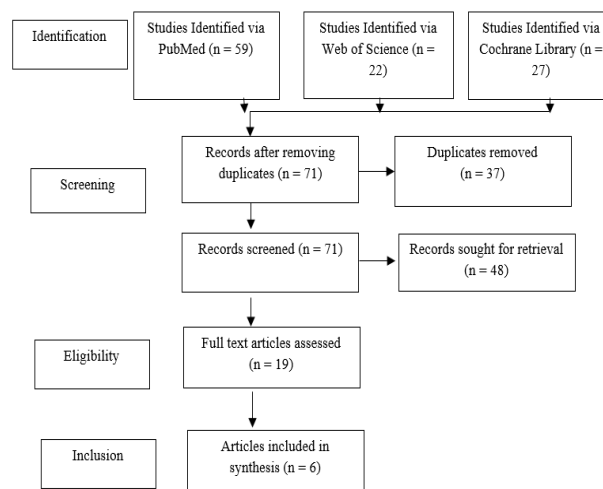 Identification
Studies Identified via
PubMed (n = 59)
Studies Identified via
Web of Science (n =
22)
Studies Identified via
Cochrane Library (n =
27)
Screening
Records after removing
duplicates (n = 71)
Duplicates removed
(n = 37)
Records screened (n = 71)
Records sought for retrieval
(n = 48)
Eligibility
Full text articles assessed
(n = 19)
Inclusion
Articles included in
synthesis (n = 6)